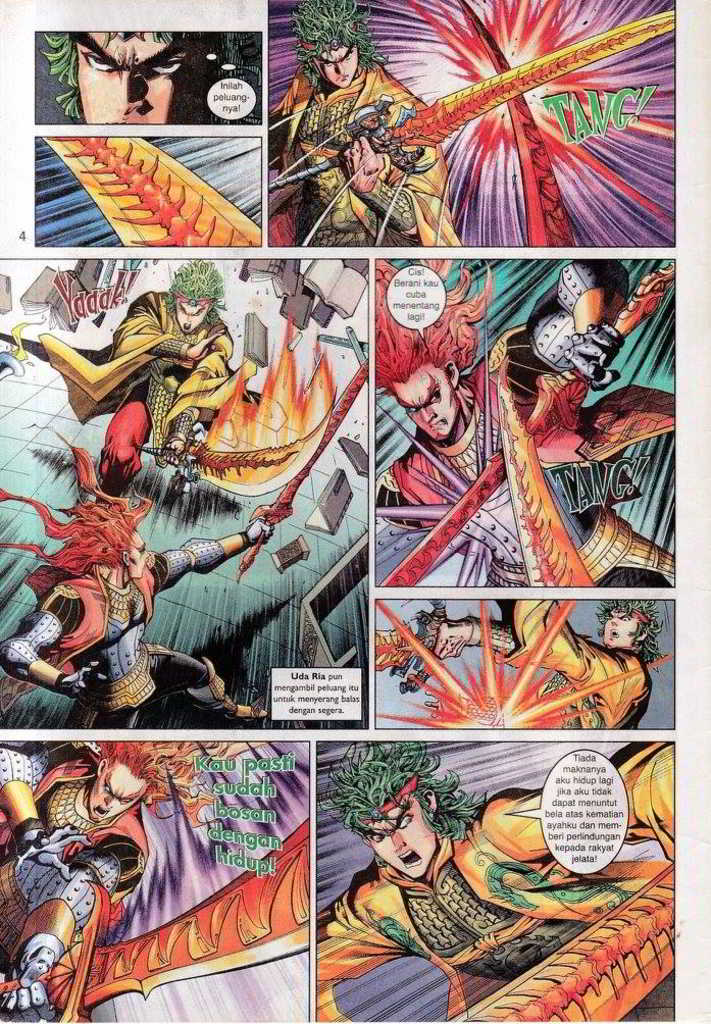 Inilah
peluang-
nya!
TANG!
4
Yaaak!!
Cis!
Berani kau
cuba
menentang
lagi!
TANG!
Uda Ria pun
mengambil peluang itu
untuk menyerang balas
dengan segera.
Kau pasti
sudah
bosan
dengan
hidup!
Tiada
maknanya
aku hidup lagi
jika aku tidak
dapat menuntut
bela atas kematian
ayahku dan mem-
beri perlindungan
kepada rakyat
jelata!